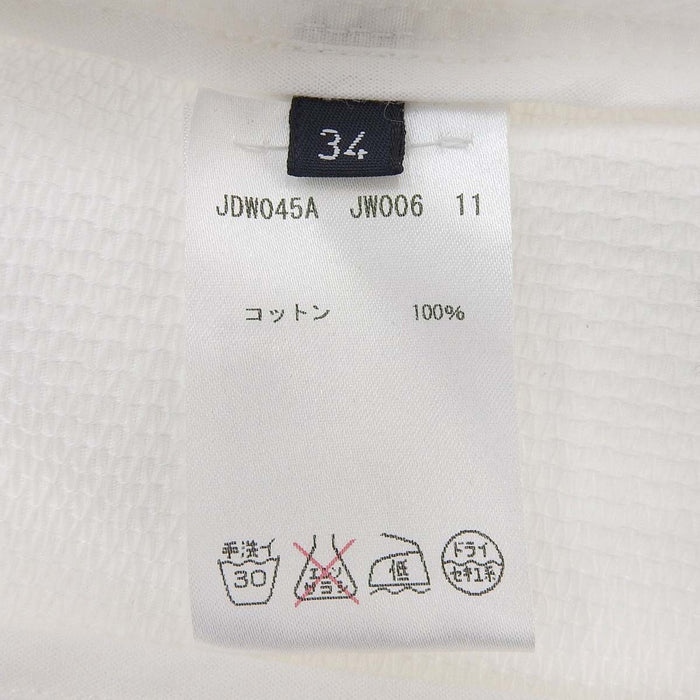 34
JDW045A JW006 11
コットン 100%
手洗イ
30
エンソ
サラシ
低
ドライ
セキユ系